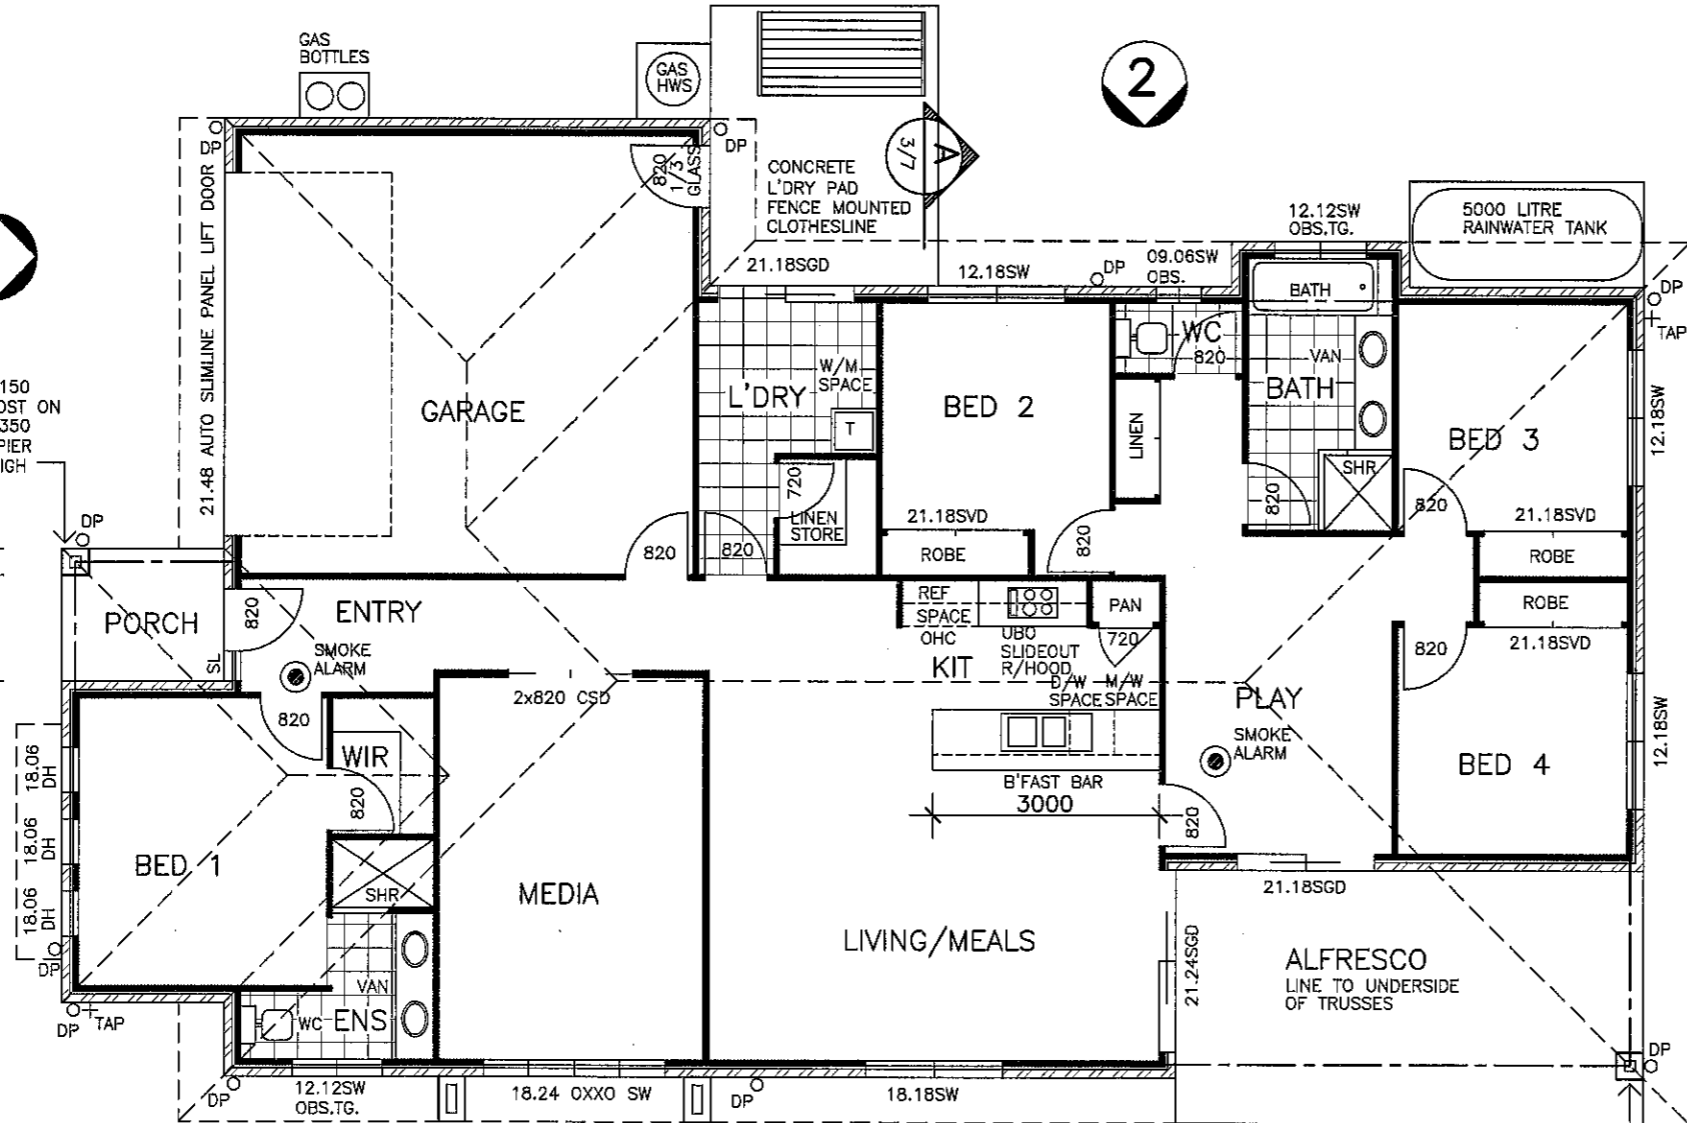 GAS
BOTTLES
GAS
HWS
2
A
3/7
DP
DP
CONCRETE
L'DRY PAD
FENCE MOUNTED
CLOTHESLINE
820
1/3
GLASS
21.48 AUTO SLIMLINE PANEL LIFT DOOR
GARAGE
12.12SW
OBS,TG.
5000 LITRE
RAINWATER TANK
21.18SGD
12.18SW
DP
09.06SW
OBS.
DP
TAP
BATH
WC
820
VAN
BATH
W/M
SPACE
L'DRY
T
BED 2
LINEN
BED 3
12.18SW
SHR
720
LINEN
STORE
820
820
21.18SVD
ROBE
820
820
820
21.18SVD
ROBE
ROBE
21.18SVD
820
150
OST ON
350
PIER
IGH
DP
PORCH
820
SL
ENTRY
SMOKE
ALARM
REF
SPACE
OHC
UBO
SLIDEOUT
R/HOOD
PAN
720
KIT
D/W
SPACE
M/W
SPACE
2x820 CSD
PLAY
SMOKE
ALARM
BED 4
12.18SW
820
WIR
820
B'FAST BAR
3000
820
18.06
DH
18.06
DH
18.06
DH
BED 1
SHR
MEDIA
LIVING/MEALS
21.18SGD
21.24SGD
ALFRESCO
LINE TO UNDERSIDE
OF TRUSSES
DP
DP
TAP
VAN
WC
ENS
DP
12.12SW
OBS.TG.
18.24 OXXO SW
DP
18.18SW
DP